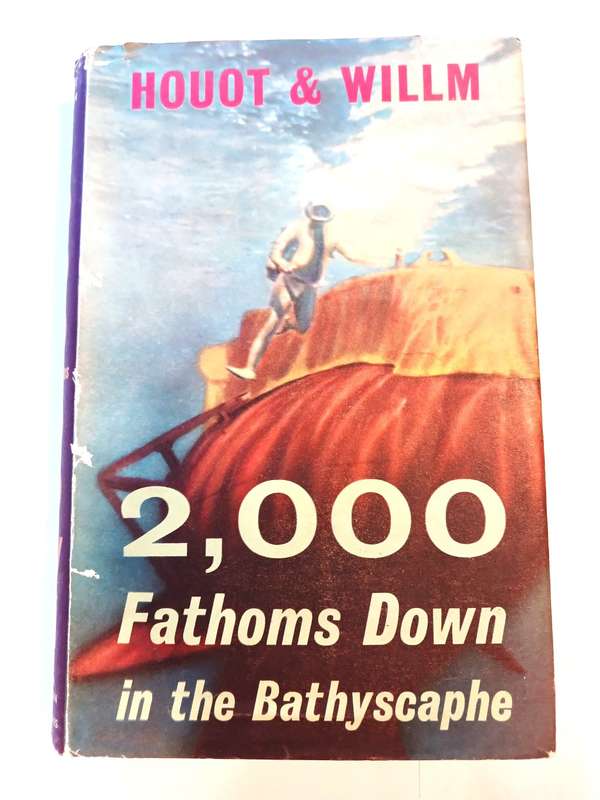 HOUOT & WILLM
2,000
Fathoms Down
in the Bathyscaphe